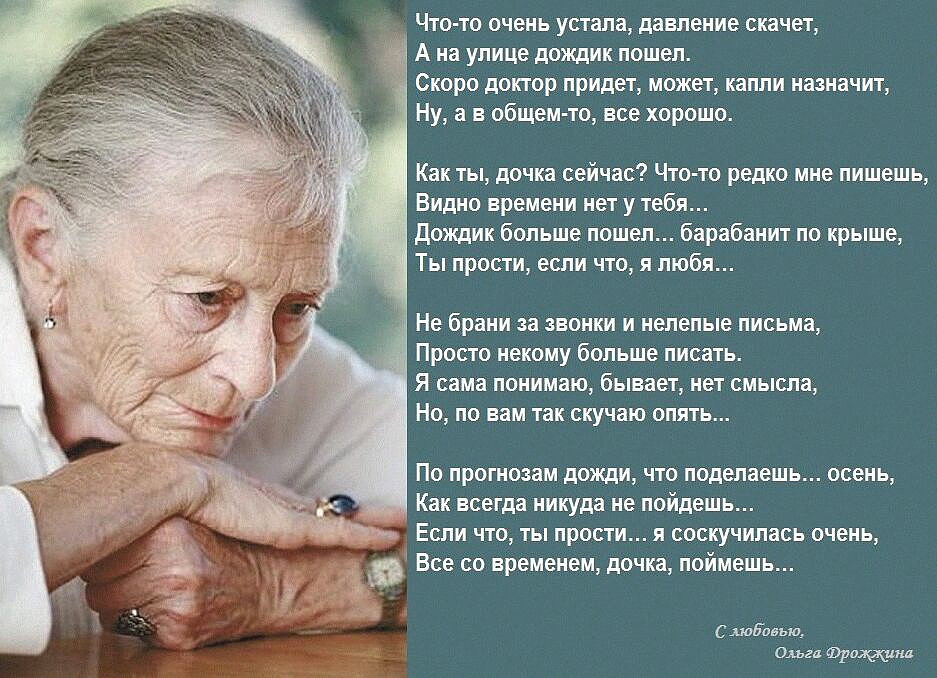 Что-то очень устала, давление скачет,
А на улице дождик пошел.
Скоро доктор придет, может, капли назначит,
Ну, а в общем-то, все хорошо.
Как ты, дочка сейчас? Что-то редко мне пишешь,
Видно времени нет у тебя...
Дождик больше пошел... барабанит по крыше,
Ты прости, если что, я любя...
Не брани за звонки и нелепые письма,
Просто некому больше писать.
Я сама понимаю, бывает, нет смысла,
Но, по вам так скучаю опять...
По прогнозам дожди, что поделаешь... осень,
Как всегда никуда не пойдешь...
Если что, ты прости... я соскучилась очень,
Все со временем, дочка, поймешь...
С любовью,
Ольга Дрожжина